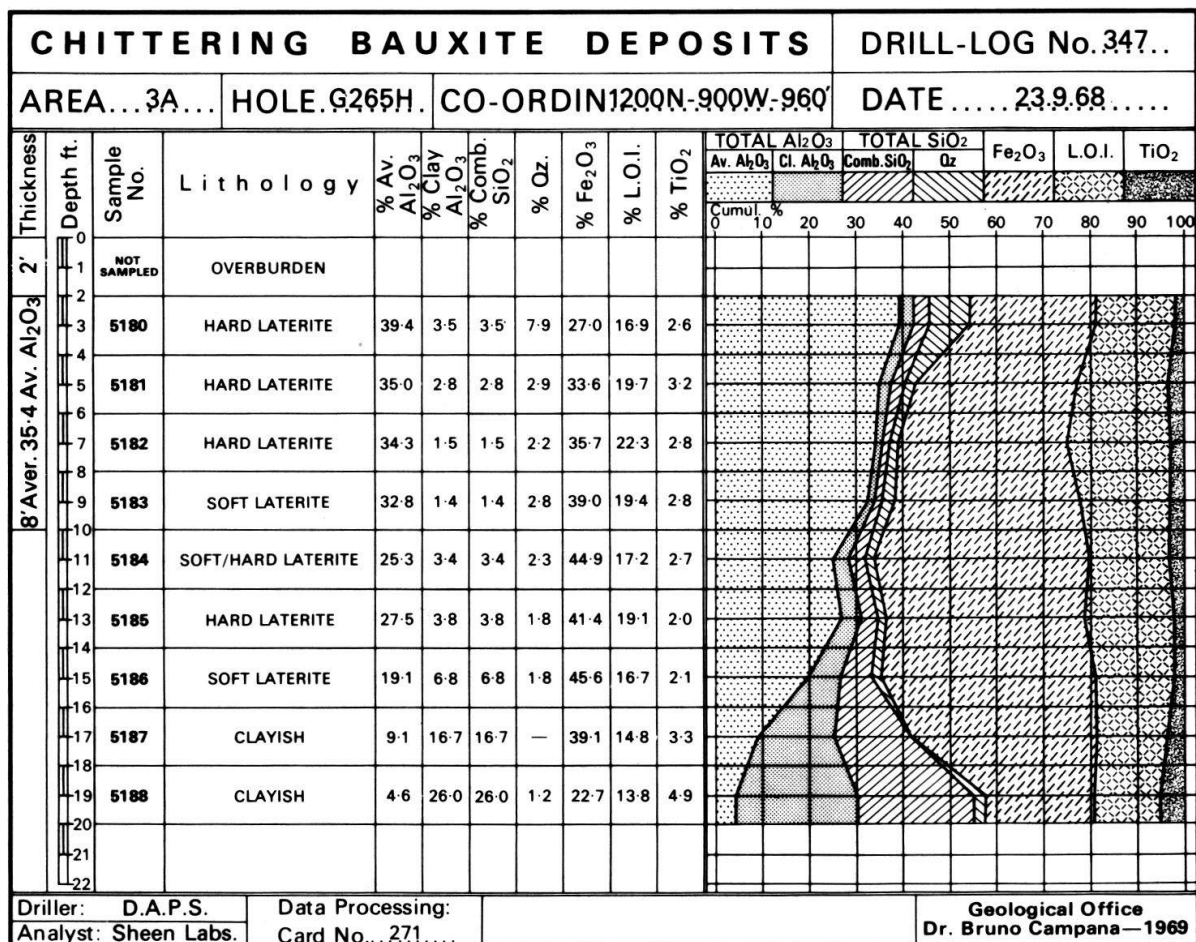 CHITTERING BAUXITE DEPOSITS
DRILL-LOG No. 347..
AREA...3A... HOLE.G265H. CO-ORDIN1200N-900W-960' DATE.....23.9.68.....
Thickness
Depth ft.
Sample No.
Lithology
% Av. Al₂O₃
% Clay Al₂O₃
% Comb. SiO₂
% Qz.
% Fe₂O₃
% L.O.I.
% TiO₂
TOTAL Al₂O₃ TOTAL SiO₂ Fe₂O₃ L.O.I. TiO₂
Av. Al₂O₃ Cl. Al₂O₃ Comb.SiO₂ Qz
Cumul. %
0 10 20 30 40 50 60 70 80 90 100
2'
8' Aver. 35·4 Av. Al₂O₃
0
1 NOT SAMPLED OVERBURDEN
2
3 5180 HARD LATERITE 39·4 3·5 3·5 7·9 27·0 16·9 2·6
4
5 5181 HARD LATERITE 35·0 2·8 2·8 2·9 33·6 19·7 3·2
6
7 5182 HARD LATERITE 34·3 1·5 1·5 2·2 35·7 22·3 2·8
8
9 5183 SOFT LATERITE 32·8 1·4 1·4 2·8 39·0 19·4 2·8
10
11 5184 SOFT/HARD LATERITE 25·3 3·4 3·4 2·3 44·9 17·2 2·7
12
13 5185 HARD LATERITE 27·5 3·8 3·8 1·8 41·4 19·1 2·0
14
15 5186 SOFT LATERITE 19·1 6·8 6·8 1·8 45·6 16·7 2·1
16
17 5187 CLAYISH 9·1 16·7 16·7 — 39·1 14·8 3·3
18
19 5188 CLAYISH 4·6 26·0 26·0 1·2 22·7 13·8 4·9
20
21
22
Driller: D.A.P.S.
Analyst: Sheen Labs.
Data Processing:
Card No...271....
Geological Office
Dr. Bruno Campana—1969